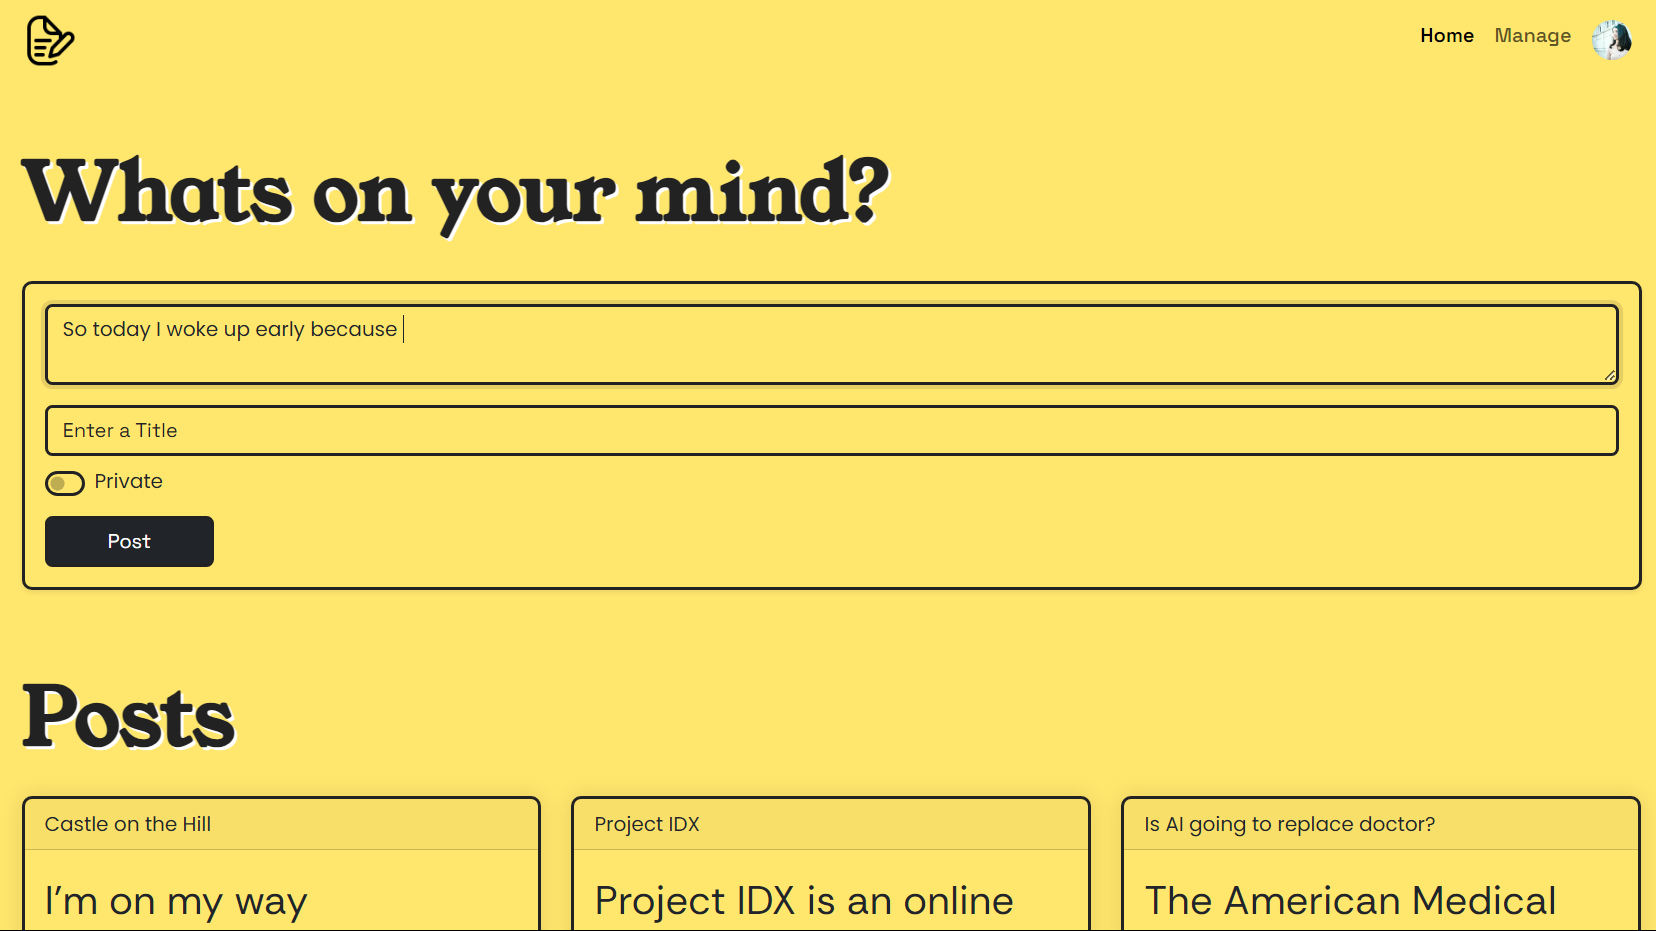 Home Manage
Whats on your mind?
So today I woke up early because
Enter a Title
Private
Post
Posts
Castle on the Hill
I'm on my way
Project IDX
Project IDX is an online
Is AI going to replace doctor?
The American Medical